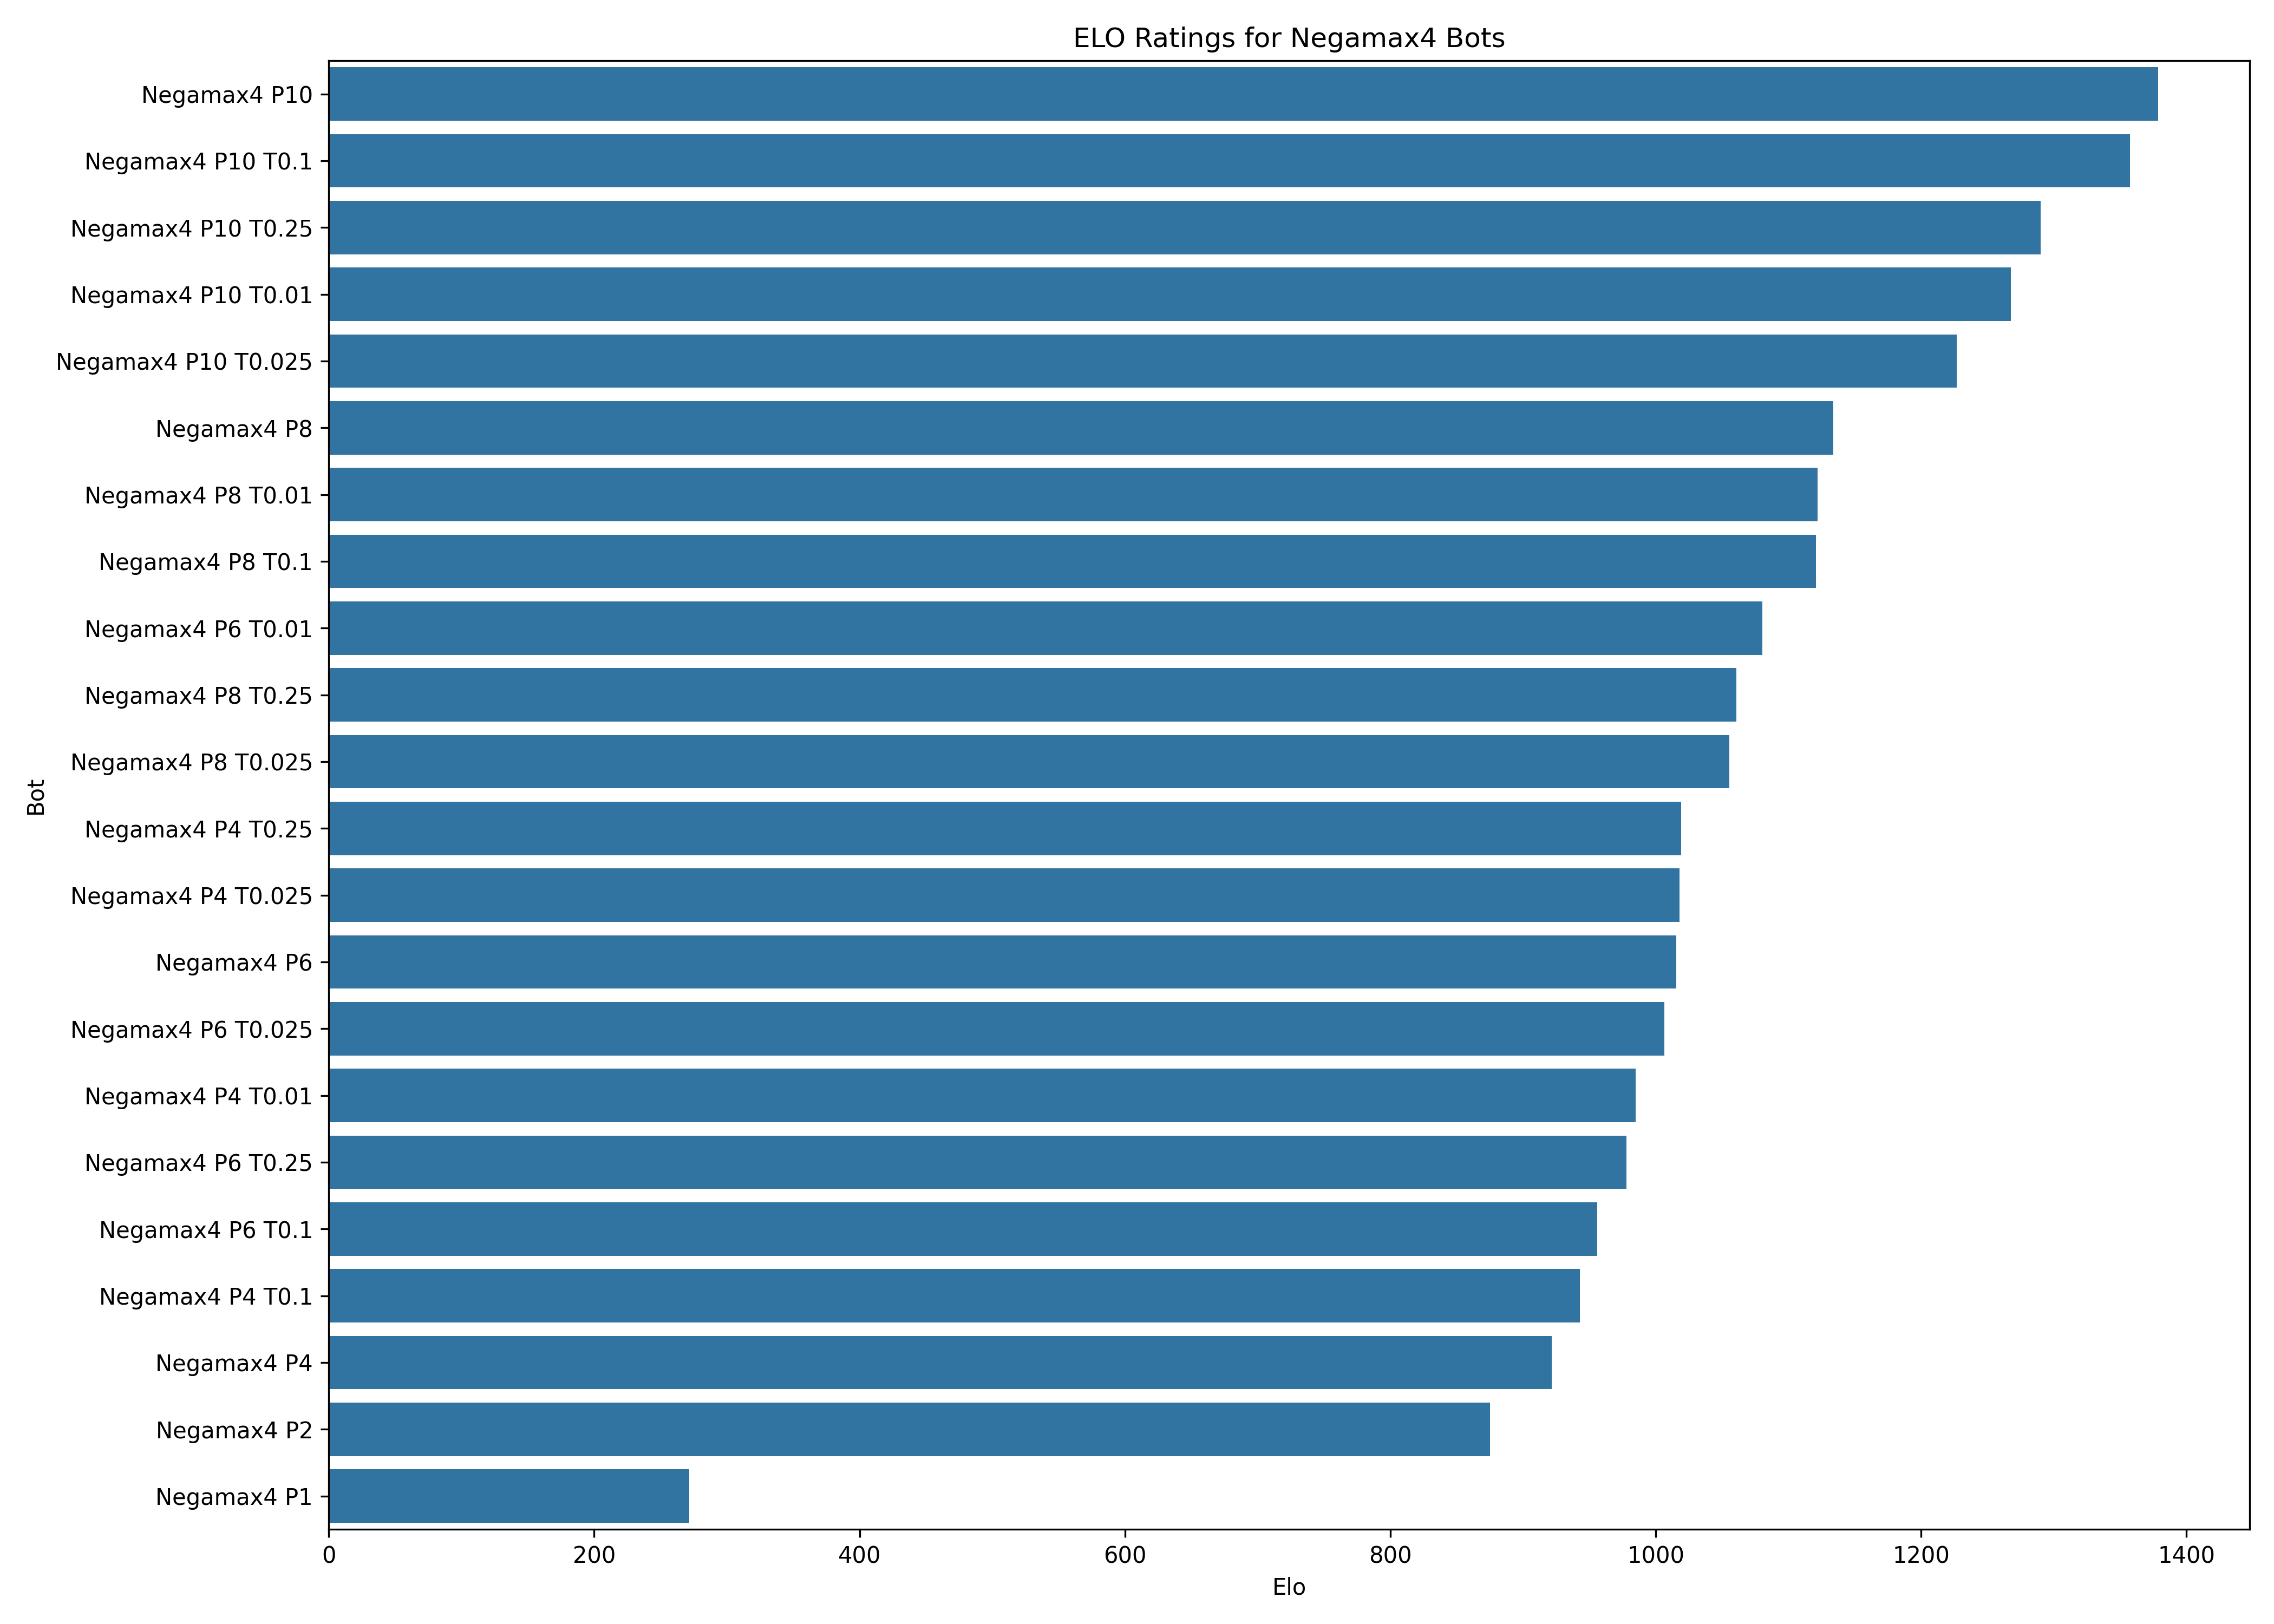 ELO Ratings for Negamax4 Bots
Negamax4 P10
Negamax4 P10 T0.1
Negamax4 P10 T0.25
Negamax4 P10 T0.01
Negamax4 P10 T0.025
Negamax4 P8
Negamax4 P8 T0.01
Negamax4 P8 T0.1
Negamax4 P6 T0.01
Negamax4 P8 T0.25
Negamax4 P8 T0.025
Negamax4 P4 T0.25
Negamax4 P4 T0.025
Negamax4 P6
Negamax4 P6 T0.025
Negamax4 P4 T0.01
Negamax4 P6 T0.25
Negamax4 P6 T0.1
Negamax4 P4 T0.1
Negamax4 P4
Negamax4 P2
Negamax4 P1
Bot
0 200 400 600 800 1000 1200 1400
Elo